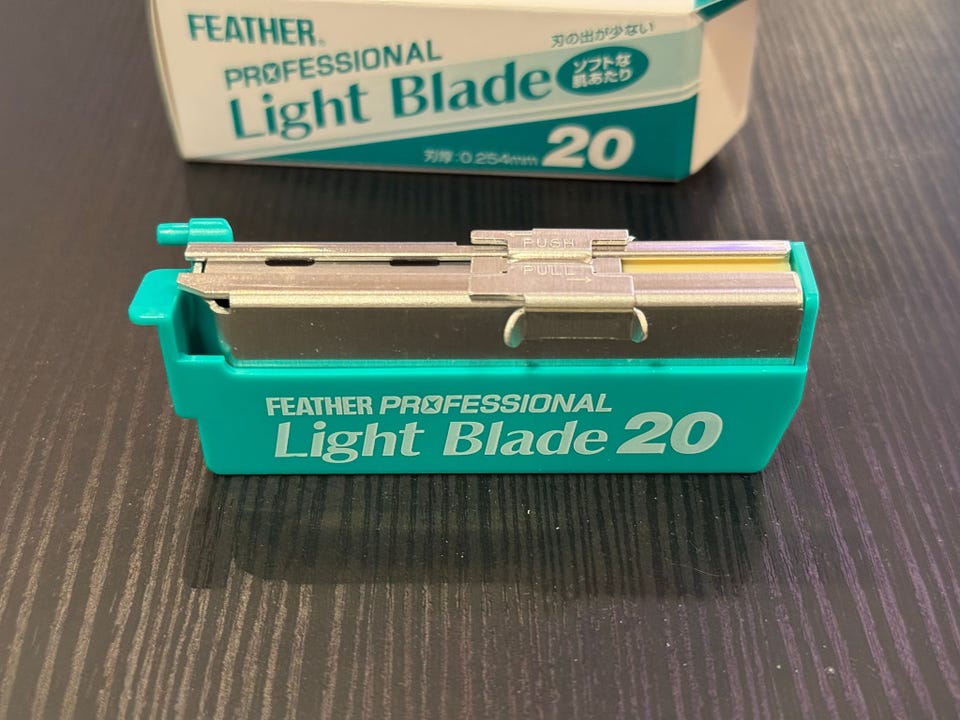 FEATHER®
PROFESSIONAL
Light Blade
刃の出が少ない
ソフトな
肌あたり
刃厚:0.254mm
20
PUSH
PULL
FEATHER PROFESSIONAL
Light Blade 20